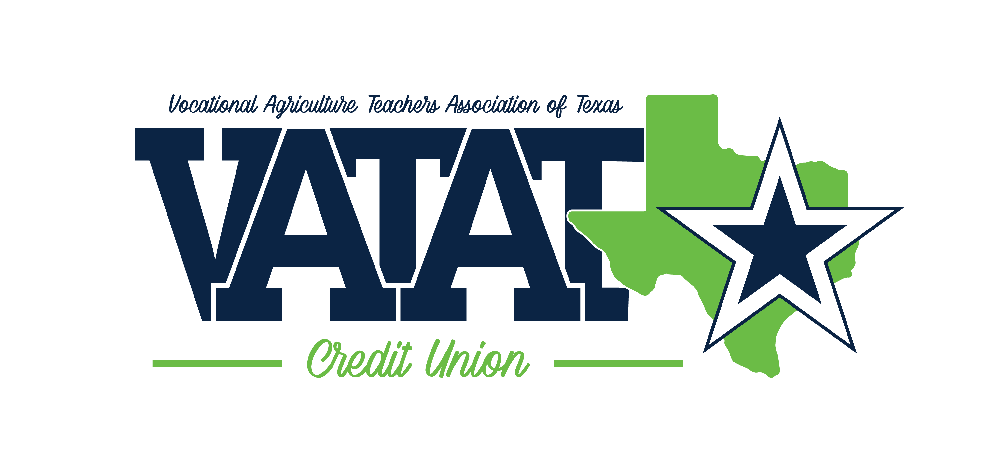 Vocational Agriculture Teachers Association of Texas
VATAT
Credit Union